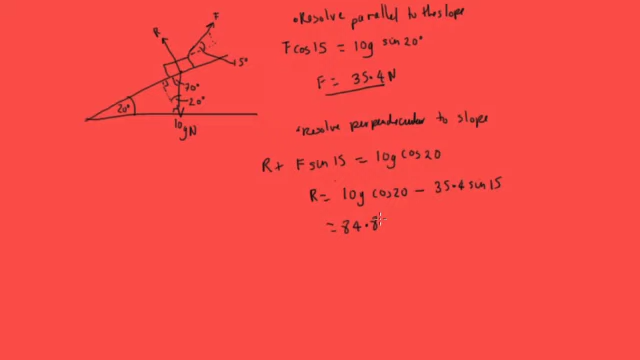 •Resolve parallel to the slope
F cos 15 = 10g sin 20°
F = 35.4 N
•resolve perpendicular to slope
R + F sin 15 = 10g cos 20
R = 10g cos 20 − 35.4 sin 15
= 84.8
R
F
15°
70°
20°
20°
10gN